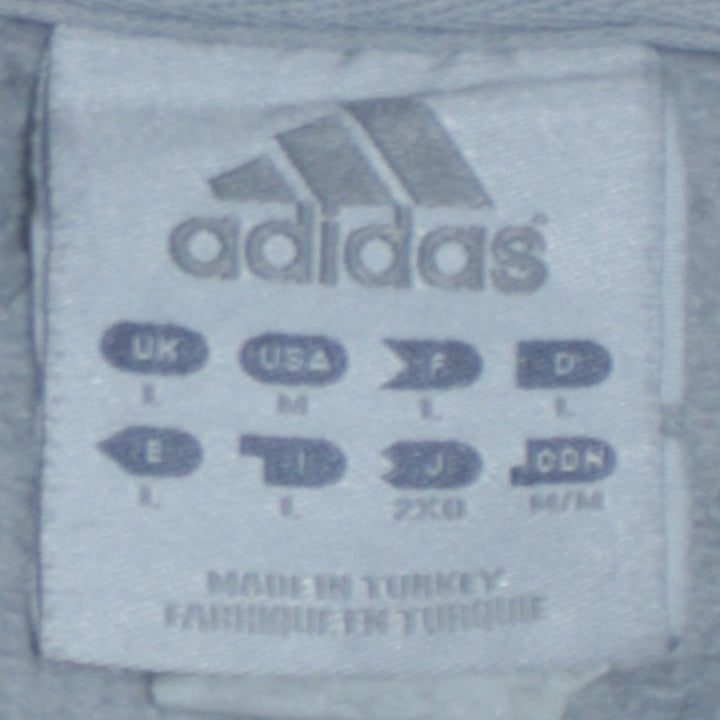 adidas
UK USA F D
L M L L
E I J CDN
L L 2XO M/M
MADE IN TURKEY
FABRIQUE EN TURQUIE